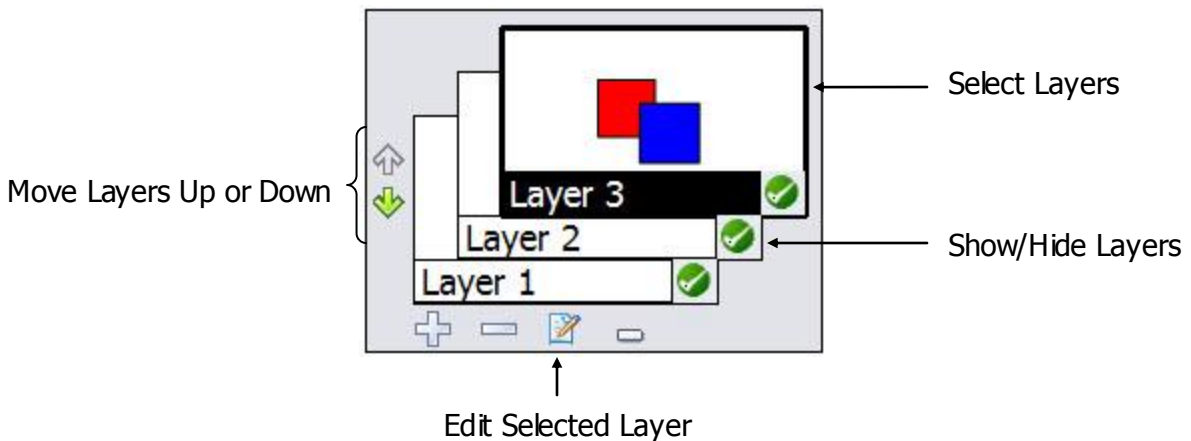 Select Layers
Move Layers Up or Down
Layer 3
Layer 2
Show/Hide Layers
Layer 1
Edit Selected Layer